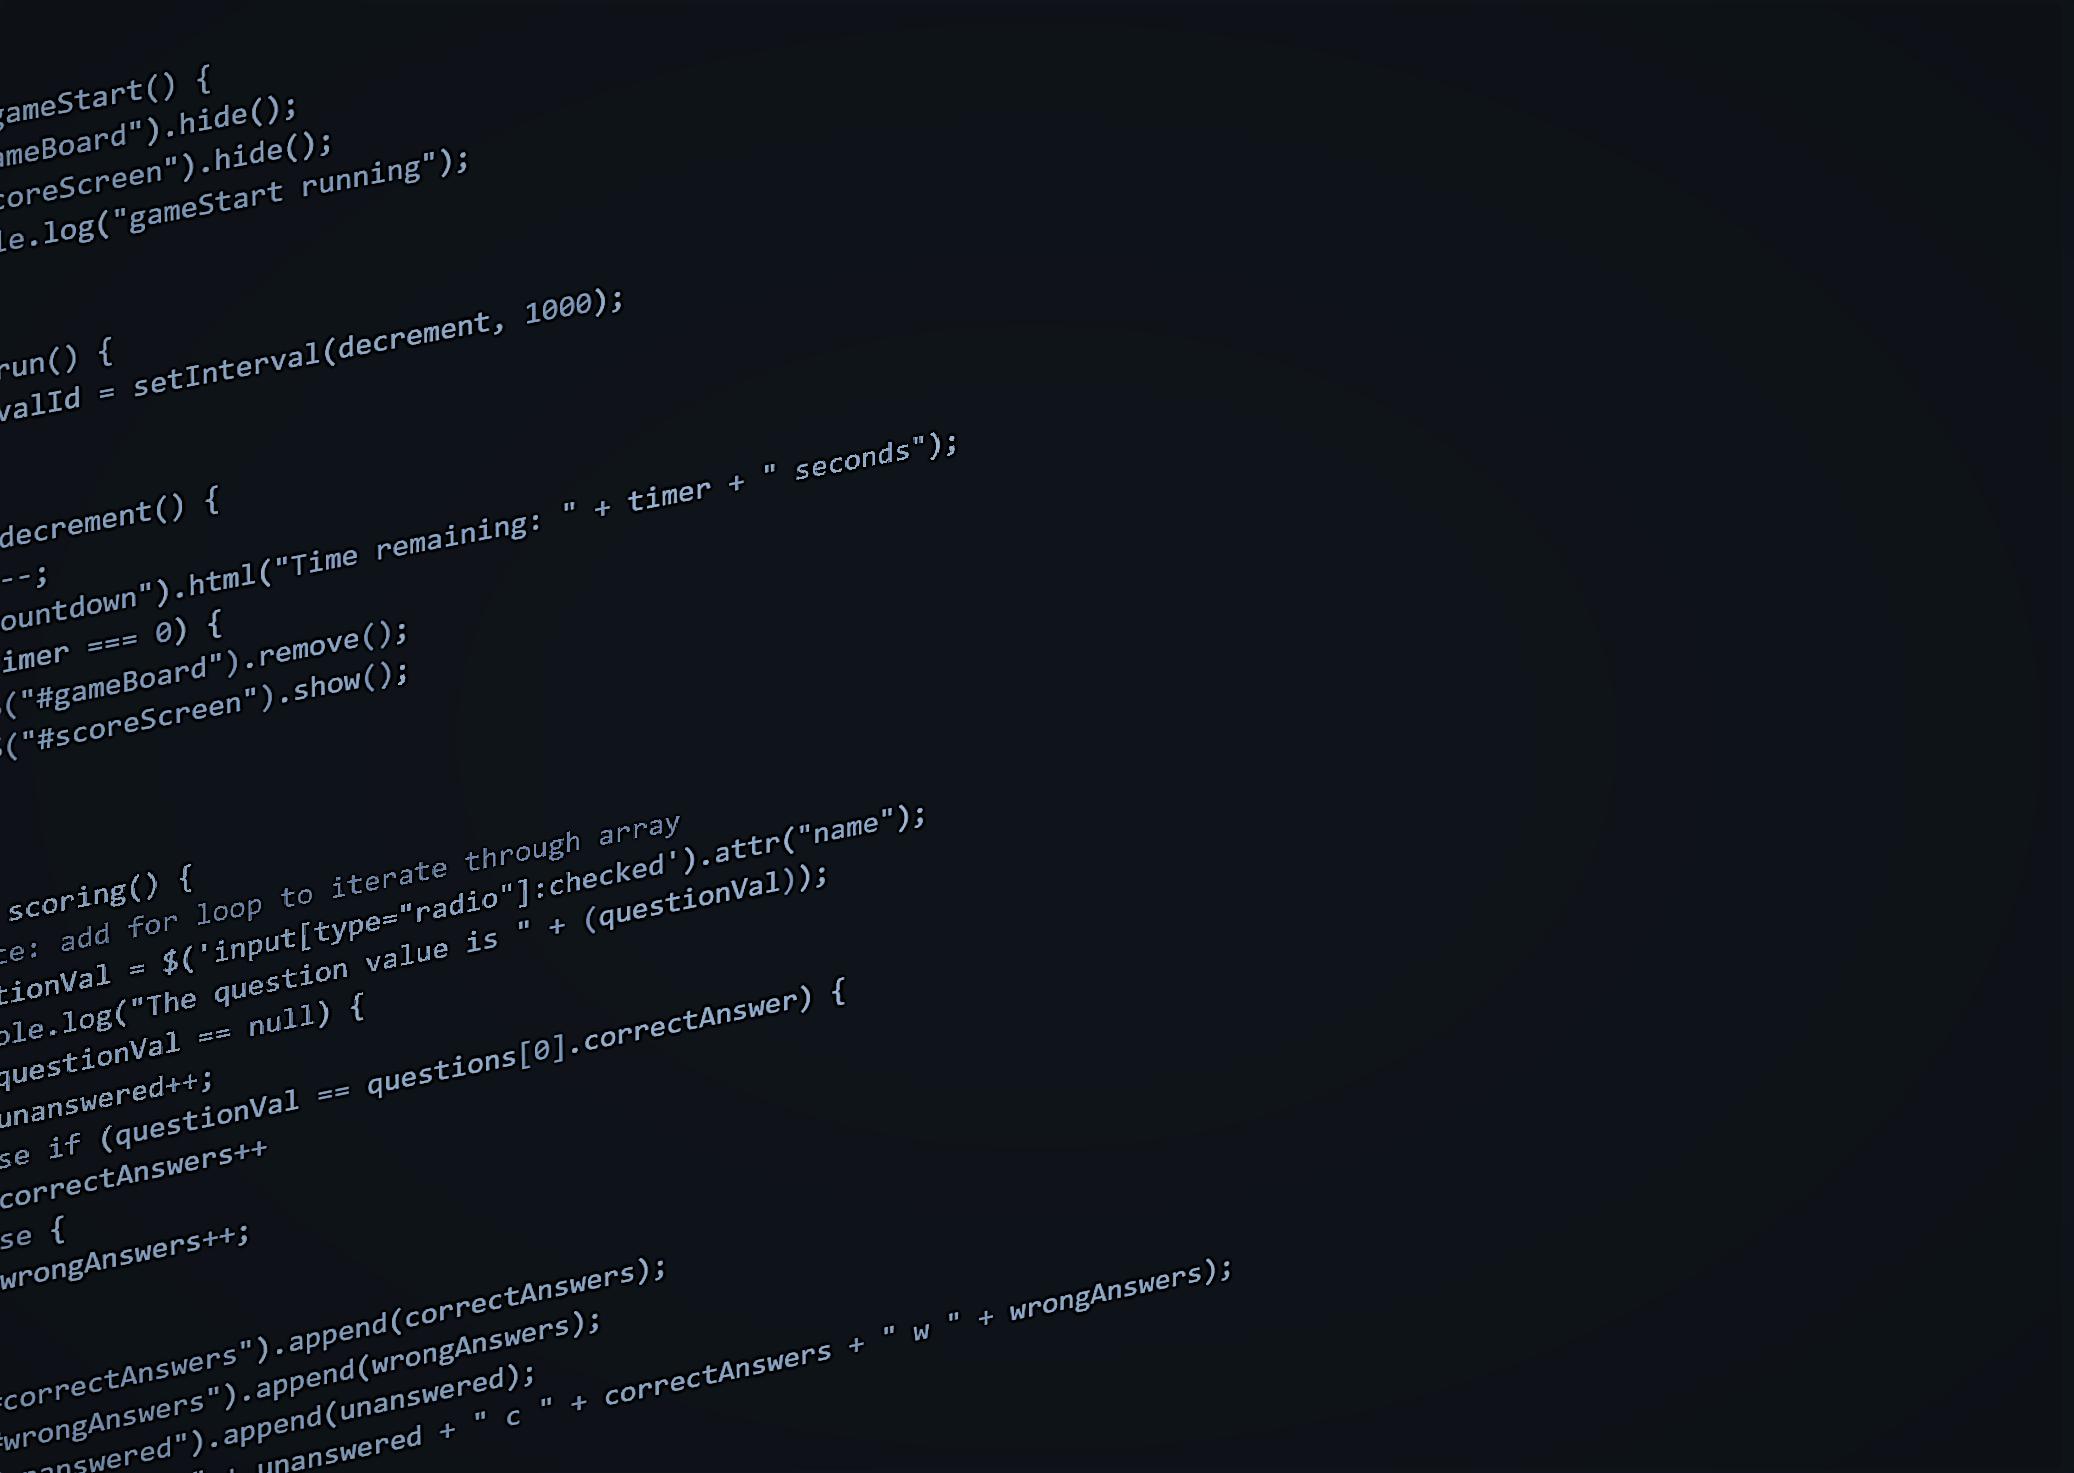 gameStart() {
ameBoard").hide();
coreScreen").hide();
le.log("gameStart running");
run() {
valId = setInterval(decrement, 1000);
decrement() {
--;
ountdown").html("Time remaining: " + timer + " seconds");
imer === 0) {
$("#gameBoard").remove();
$("#scoreScreen").show();
scoring() {
te: add for loop to iterate through array
tionVal = $('input[type="radio"]:checked').attr("name");
ole.log("The question value is " + (questionVal));
questionVal == null) {
unanswered++;
se if (questionVal == questions[0].correctAnswer) {
correctAnswers++
se {
wrongAnswers++;
#correctAnswers").append(correctAnswers);
#wrongAnswers").append(wrongAnswers);
unanswered").append(unanswered);
" + unanswered + " c " + correctAnswers + " w " + wrongAnswers);